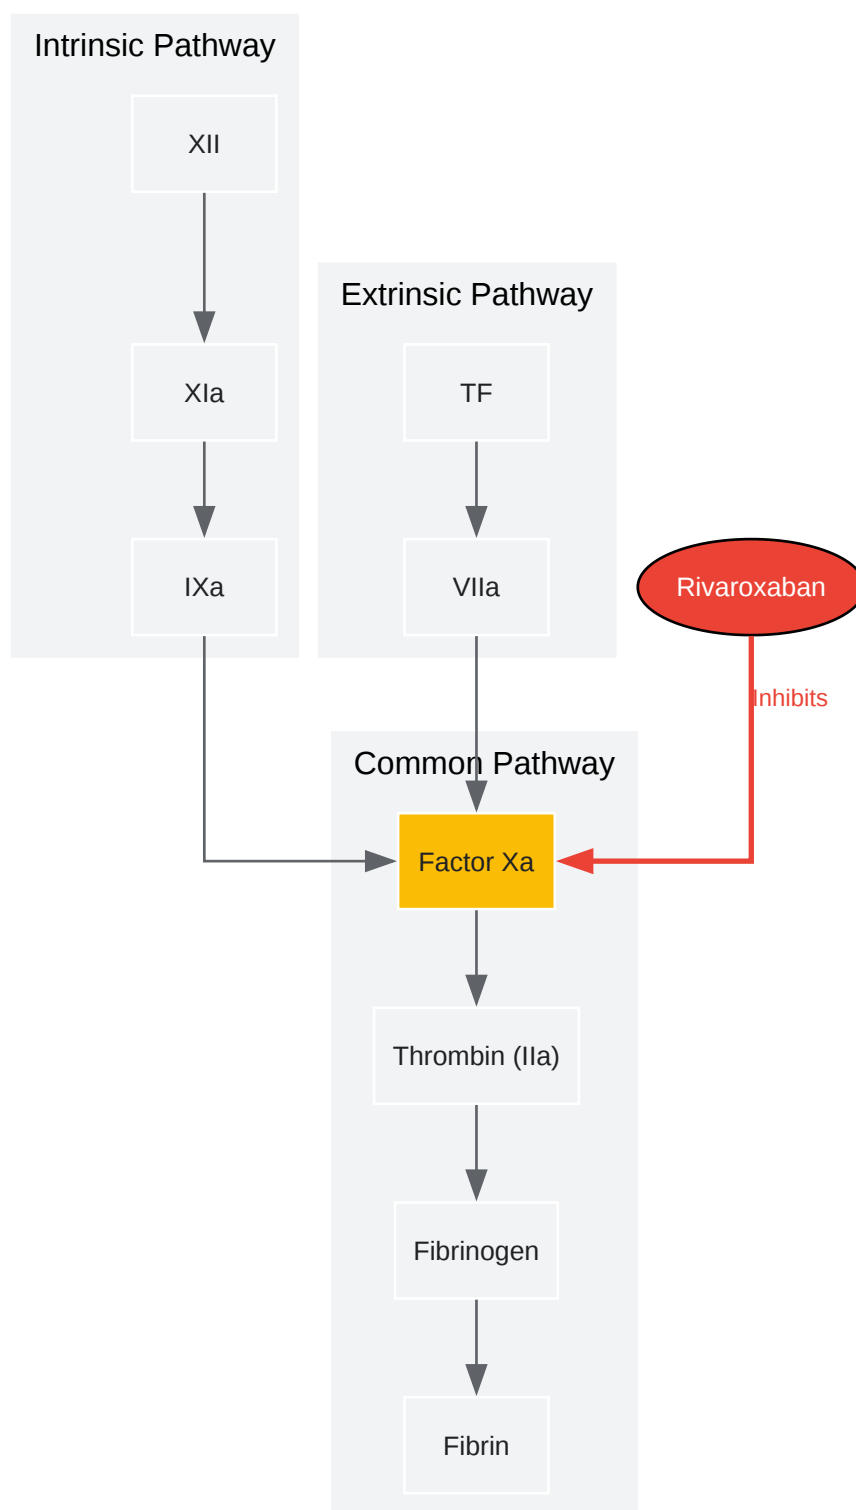 Intrinsic Pathway
XII
Extrinsic Pathway
XIa
TF
IXa
VIIa
Rivaroxaban
Inhibits
Common Pathway
Factor Xa
Thrombin (IIa)
Fibrinogen
Fibrin